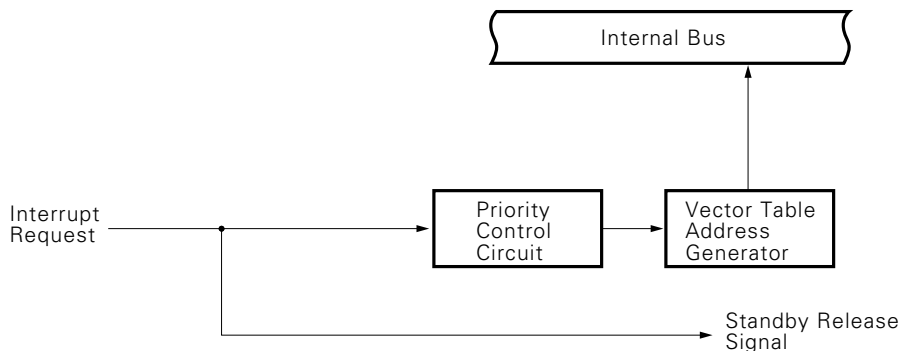 Internal Bus
Interrupt
Request
Priority
Control
Circuit
Vector Table
Address
Generator
Standby Release
Signal